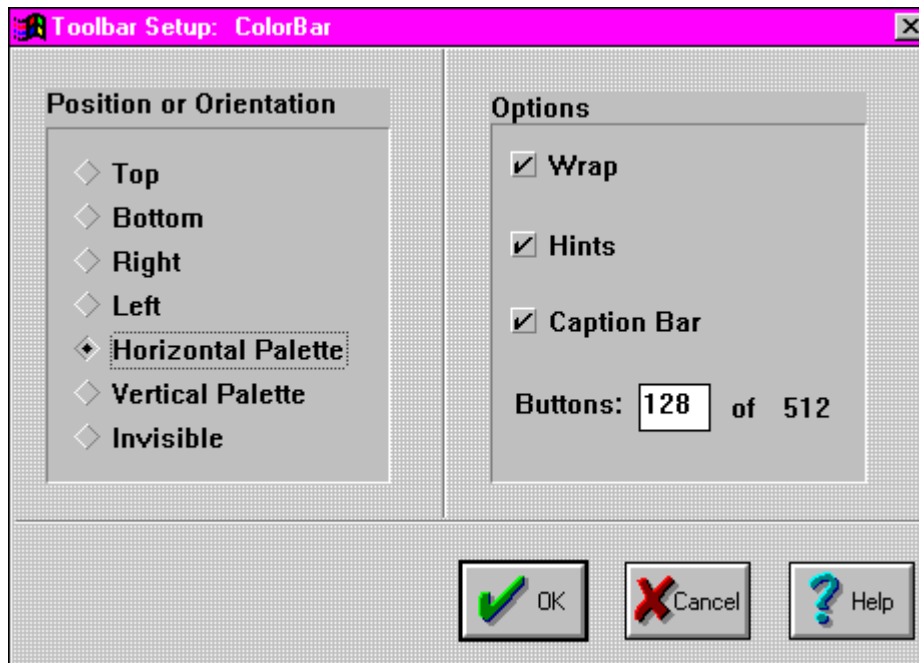 Toolbar Setup: ColorBar
Position or Orientation
Top
Bottom
Right
Left
Horizontal Palette
Vertical Palette
Invisible
Options
Wrap
Hints
Caption Bar
Buttons: 128 of 512
OK
Cancel
Help